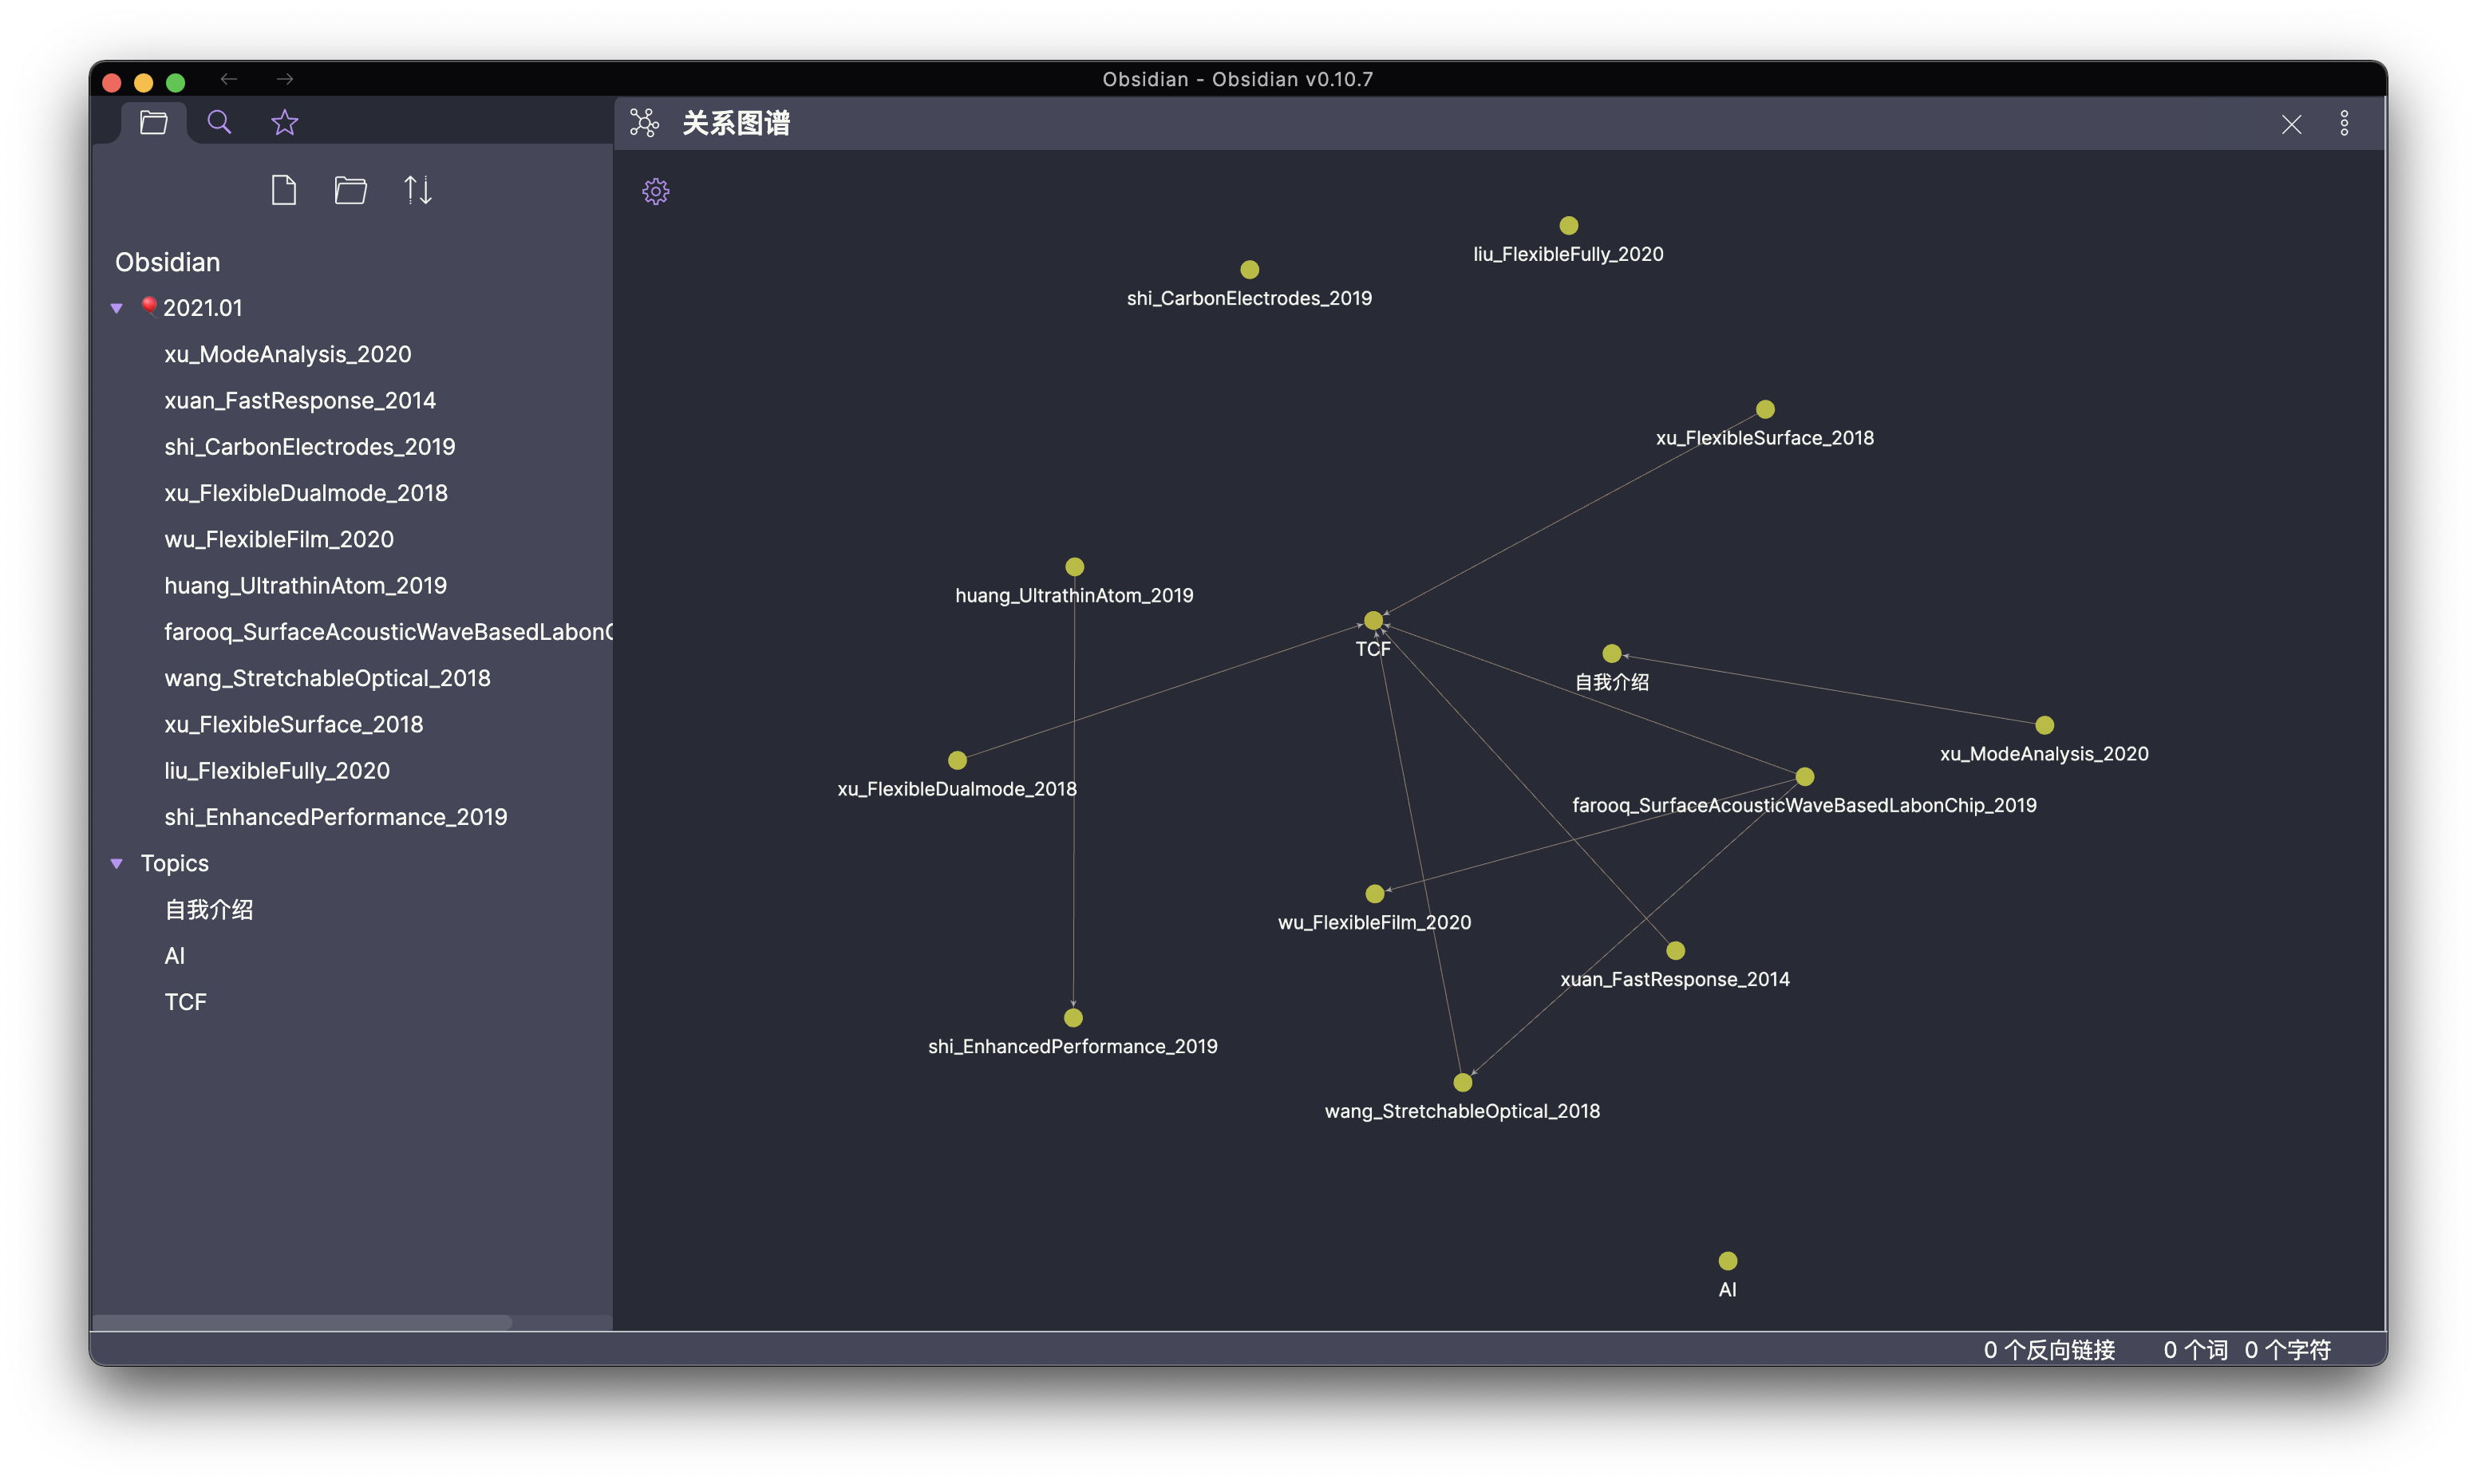 Obsidian - Obsidian v0.10.7
关系图谱
Obsidian
2021.01
xu_ModeAnalysis_2020
xuan_FastResponse_2014
shi_CarbonElectrodes_2019
xu_FlexibleDualmode_2018
wu_FlexibleFilm_2020
huang_UltrathinAtom_2019
farooq_SurfaceAcousticWaveBasedLabon
wang_StretchableOptical_2018
xu_FlexibleSurface_2018
liu_FlexibleFully_2020
shi_EnhancedPerformance_2019
Topics
自我介绍
AI
TCF
liu_FlexibleFully_2020
shi_CarbonElectrodes_2019
xu_FlexibleSurface_2018
huang_UltrathinAtom_2019
TCF
自我介绍
xu_ModeAnalysis_2020
xu_FlexibleDualmode_2018
farooq_SurfaceAcousticWaveBasedLabonChip_2019
wu_FlexibleFilm_2020
xuan_FastResponse_2014
shi_EnhancedPerformance_2019
wang_StretchableOptical_2018
AI
0 个反向链接 0 个词 0 个字符